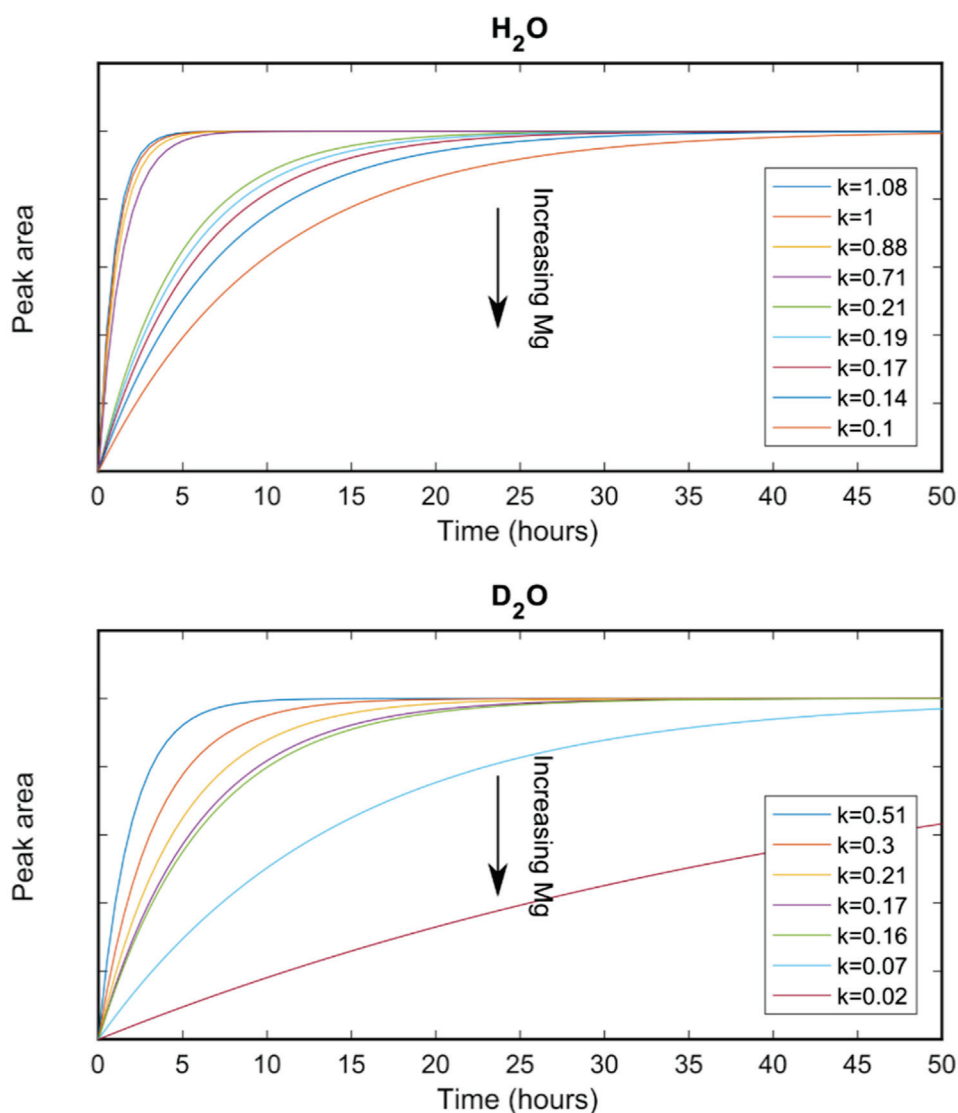 H₂O
Peak area
Increasing Mg
k=1.08
k=1
k=0.88
k=0.71
k=0.21
k=0.19
k=0.17
k=0.14
k=0.1
0 5 10 15 20 25 30 35 40 45 50
Time (hours)
D₂O
Peak area
Increasing Mg
k=0.51
k=0.3
k=0.21
k=0.17
k=0.16
k=0.07
k=0.02
0 5 10 15 20 25 30 35 40 45 50
Time (hours)